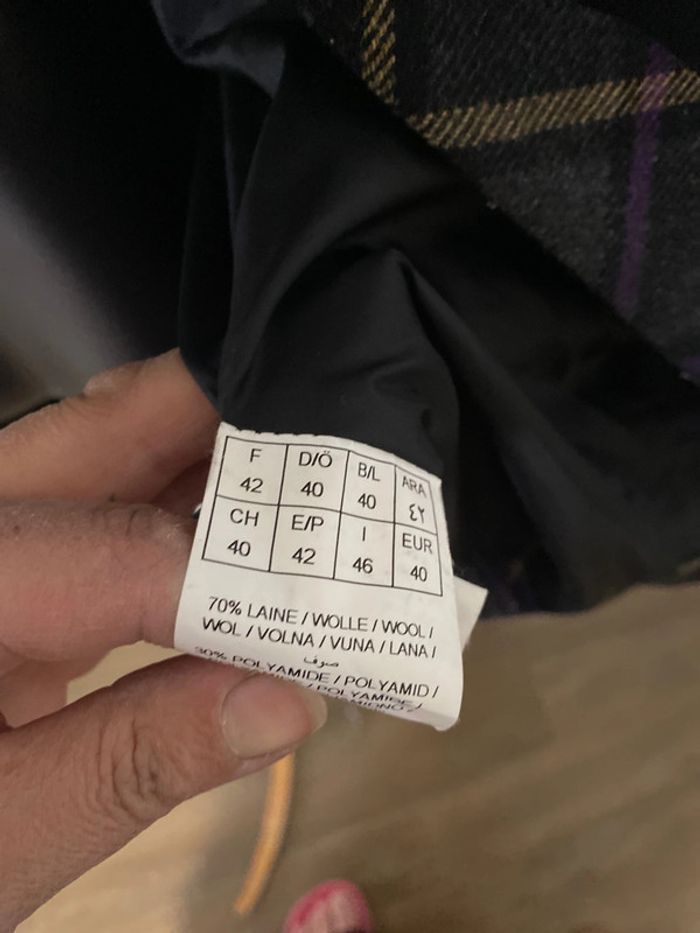 F D/Ö B/L ARA
42 40 40 ٤٢
CH E/P I EUR
40 42 46 40
70% LAINE / WOLLE / WOOL /
WOL / VOLNA / VUNA / LANA /
صوف
30% POLYAMIDE / POLYAMID /
/ POLYAMIDE /